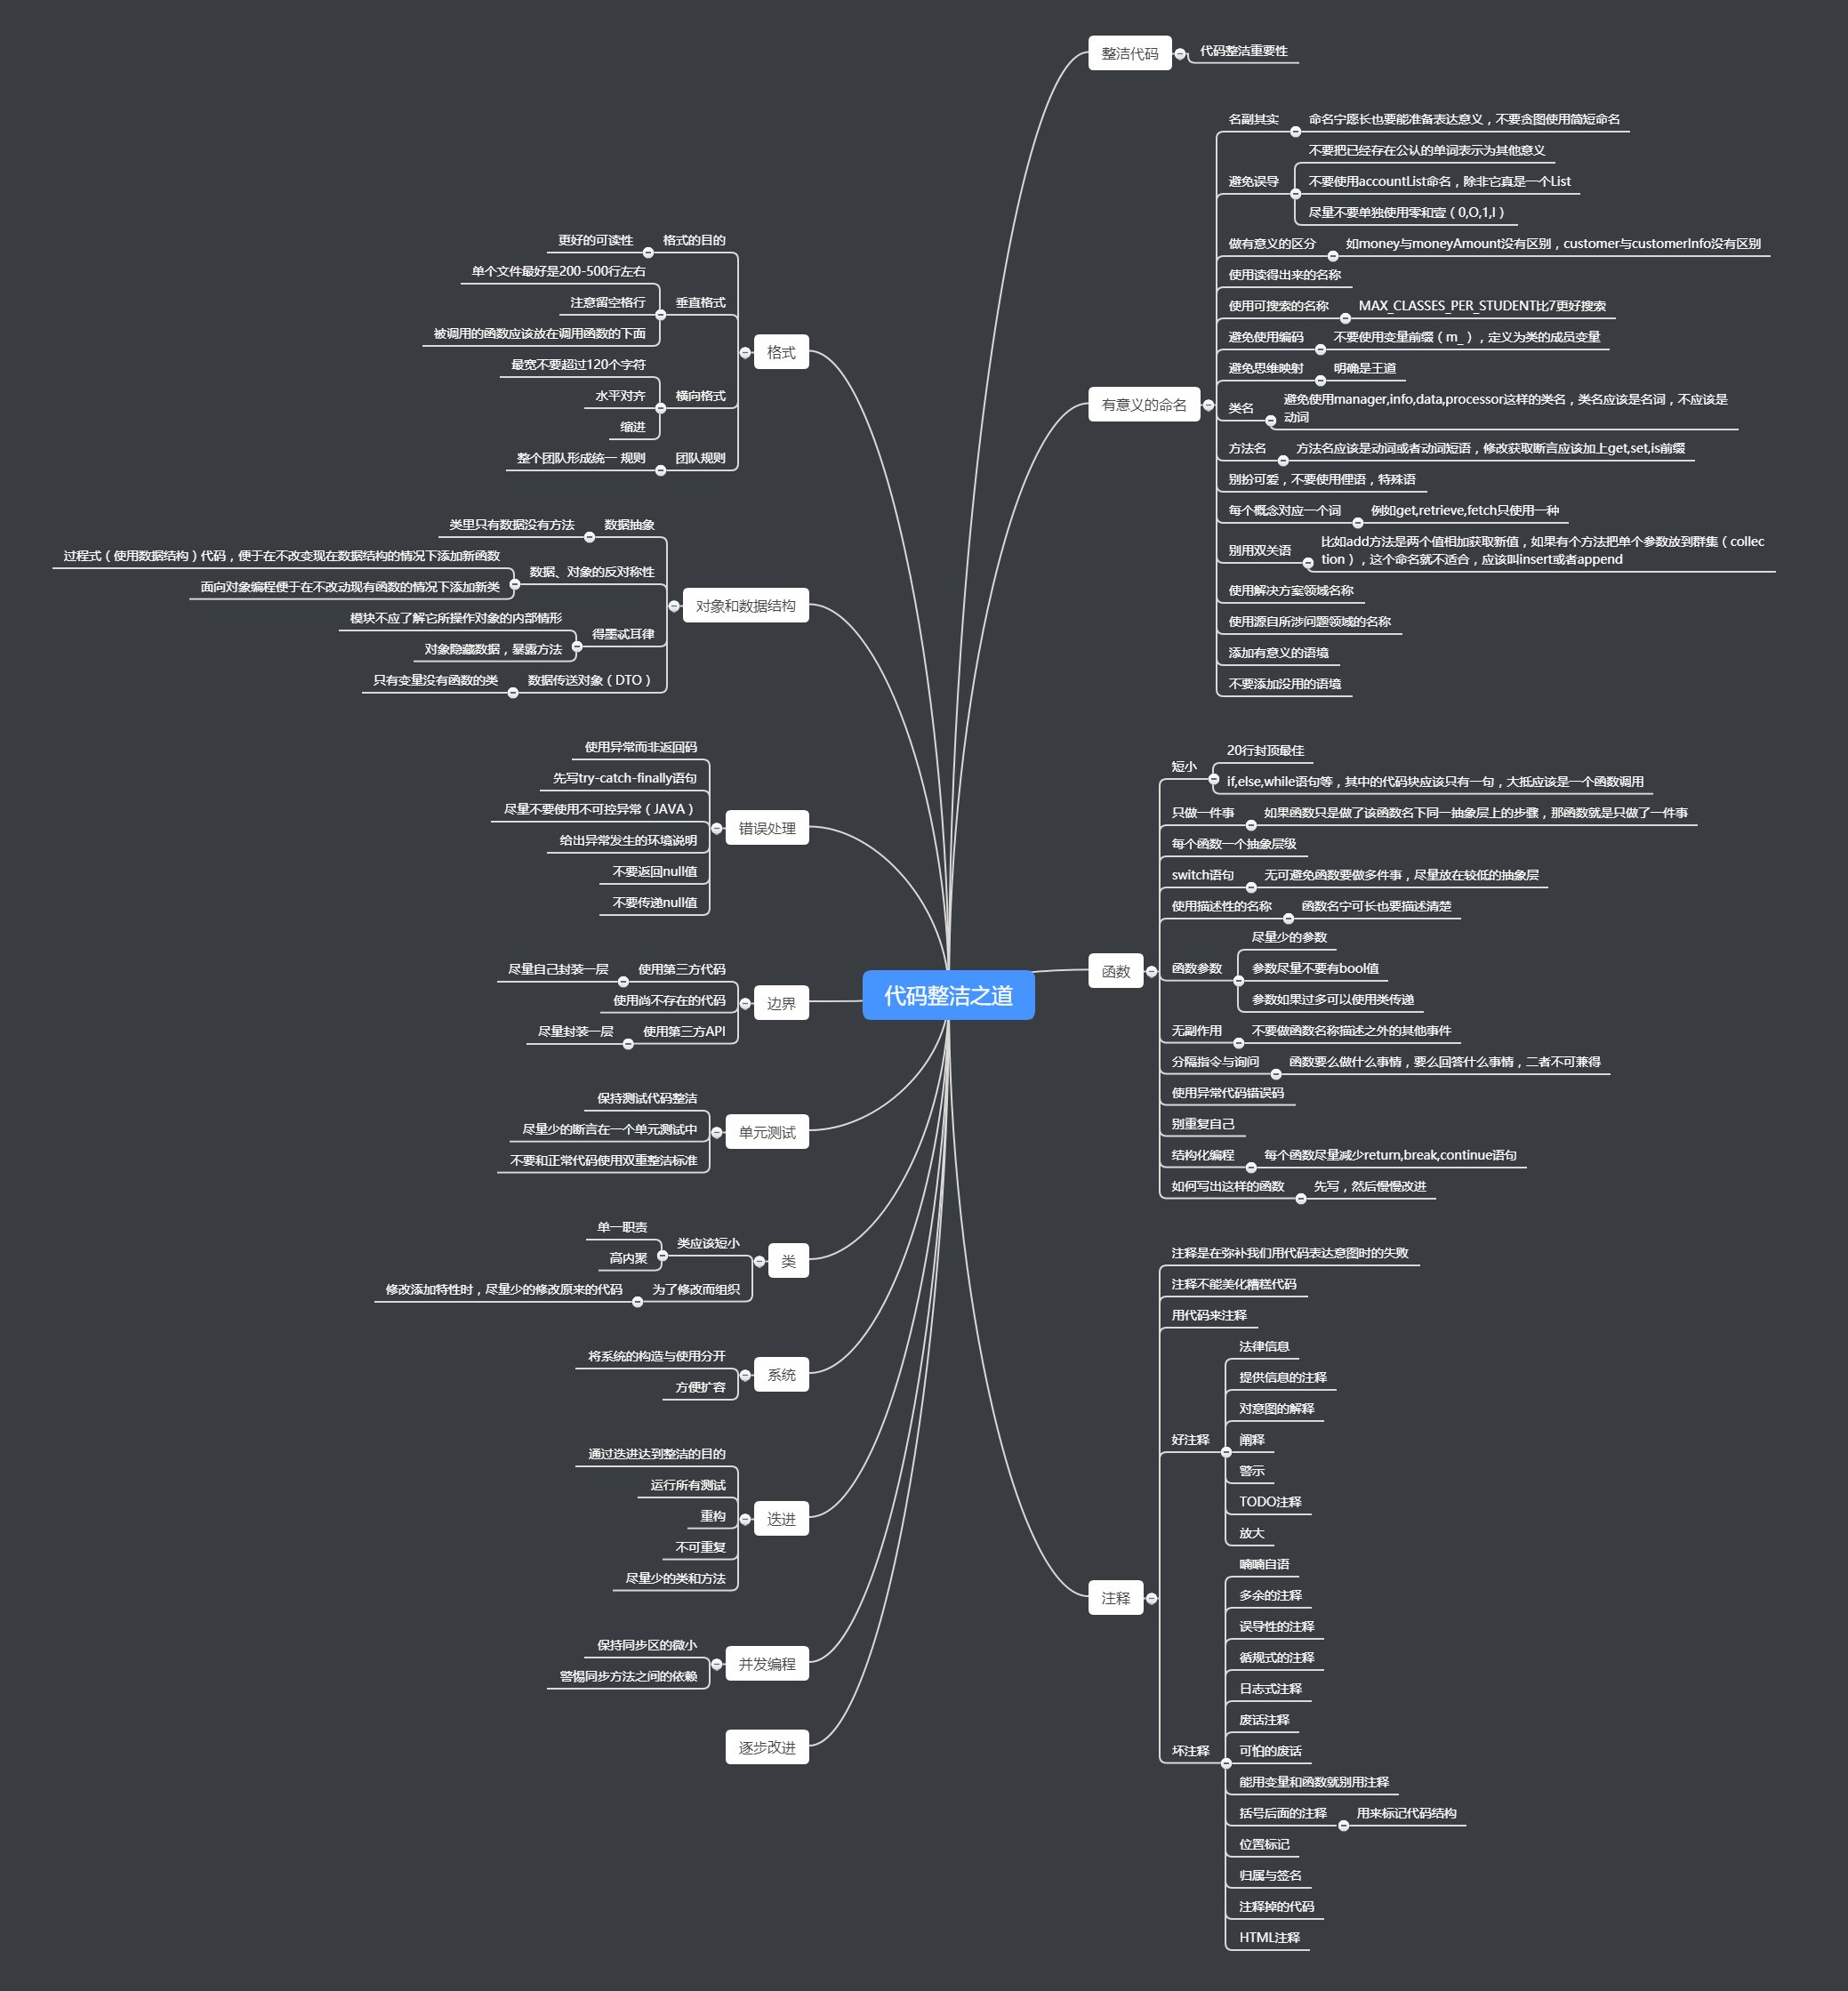 代码整洁之道
整洁代码
代码整洁重要性
有意义的命名
名副其实
命名宁愿长也要能准备表达意义，不要贪图使用简短命名
避免误导
不要把已经存在公认的单词表示为其他意义
不要使用accountList命名，除非它真是一个List
尽量不要单独使用零和壹（0,O,1,l）
做有意义的区分
如money与moneyAmount没有区别，customer与customerInfo没有区别
使用读得出来的名称
使用可搜索的名称
MAX_CLASSES_PER_STUDENT比7更好搜索
避免使用编码
不要使用变量前缀（m_），定义为类的成员变量
避免思维映射
明确是王道
类名
避免使用manager,info,data,processor这样的类名，类名应该是名词，不应该是
动词
方法名
方法名应该是动词或者动词短语，修改获取断言应该加上get,set,is前缀
别扮可爱，不要使用俚语，特殊语
每个概念对应一个词
例如get,retrieve,fetch只使用一种
别用双关语
比如add方法是两个值相加获取新值，如果有个方法把单个参数放到群集（collec
tion），这个命名就不适合，应该叫insert或者append
使用解决方案领域名称
使用源自所涉问题领域的名称
添加有意义的语境
不要添加没用的语境
函数
短小
20行封顶最佳
if,else,while语句等，其中的代码块应该只有一句，大抵应该是一个函数调用
只做一件事
如果函数只是做了该函数名下同一抽象层上的步骤，那函数就是只做了一件事
每个函数一个抽象层级
switch语句
无可避免函数要做多件事，尽量放在较低的抽象层
使用描述性的名称
函数名宁可长也要描述清楚
函数参数
尽量少的参数
参数尽量不要有bool值
参数如果过多可以使用类传递
无副作用
不要做函数名称描述之外的其他事件
分隔指令与询问
函数要么做什么事情，要么回答什么事情，二者不可兼得
使用异常代码错误码
别重复自己
结构化编程
每个函数尽量减少return,break,continue语句
如何写出这样的函数
先写，然后慢慢改进
注释
注释是在弥补我们用代码表达意图时的失败
注释不能美化糟糕代码
用代码来注释
好注释
法律信息
提供信息的注释
对意图的解释
阐释
警示
TODO注释
放大
坏注释
喃喃自语
多余的注释
误导性的注释
循规式的注释
日志式注释
废话注释
可怕的废话
能用变量和函数就别用注释
括号后面的注释
用来标记代码结构
位置标记
归属与签名
注释掉的代码
HTML注释
格式
格式的目的
更好的可读性
垂直格式
单个文件最好是200-500行左右
注意留空格行
被调用的函数应该放在调用函数的下面
横向格式
最宽不要超过120个字符
水平对齐
缩进
团队规则
整个团队形成统一 规则
对象和数据结构
数据抽象
类里只有数据没有方法
数据、对象的反对称性
过程式（使用数据结构）代码，便于在不改变现在数据结构的情况下添加新函数
面向对象编程便于在不改动现有函数的情况下添加新类
得墨忒耳律
模块不应了解它所操作对象的内部情形
对象隐藏数据，暴露方法
数据传送对象（DTO）
只有变量没有函数的类
错误处理
使用异常而非返回码
先写try-catch-finally语句
尽量不要使用不可控异常（JAVA）
给出异常发生的环境说明
不要返回null值
不要传递null值
边界
使用第三方代码
尽量自己封装一层
使用尚不存在的代码
使用第三方API
尽量封装一层
单元测试
保持测试代码整洁
尽量少的断言在一个单元测试中
不要和正常代码使用双重整洁标准
类
类应该短小
单一职责
高内聚
为了修改而组织
修改添加特性时，尽量少的修改原来的代码
系统
将系统的构造与使用分开
方便扩容
迭进
通过迭进达到整洁的目的
运行所有测试
重构
不可重复
尽量少的类和方法
并发编程
保持同步区的微小
警惕同步方法之间的依赖
逐步改进